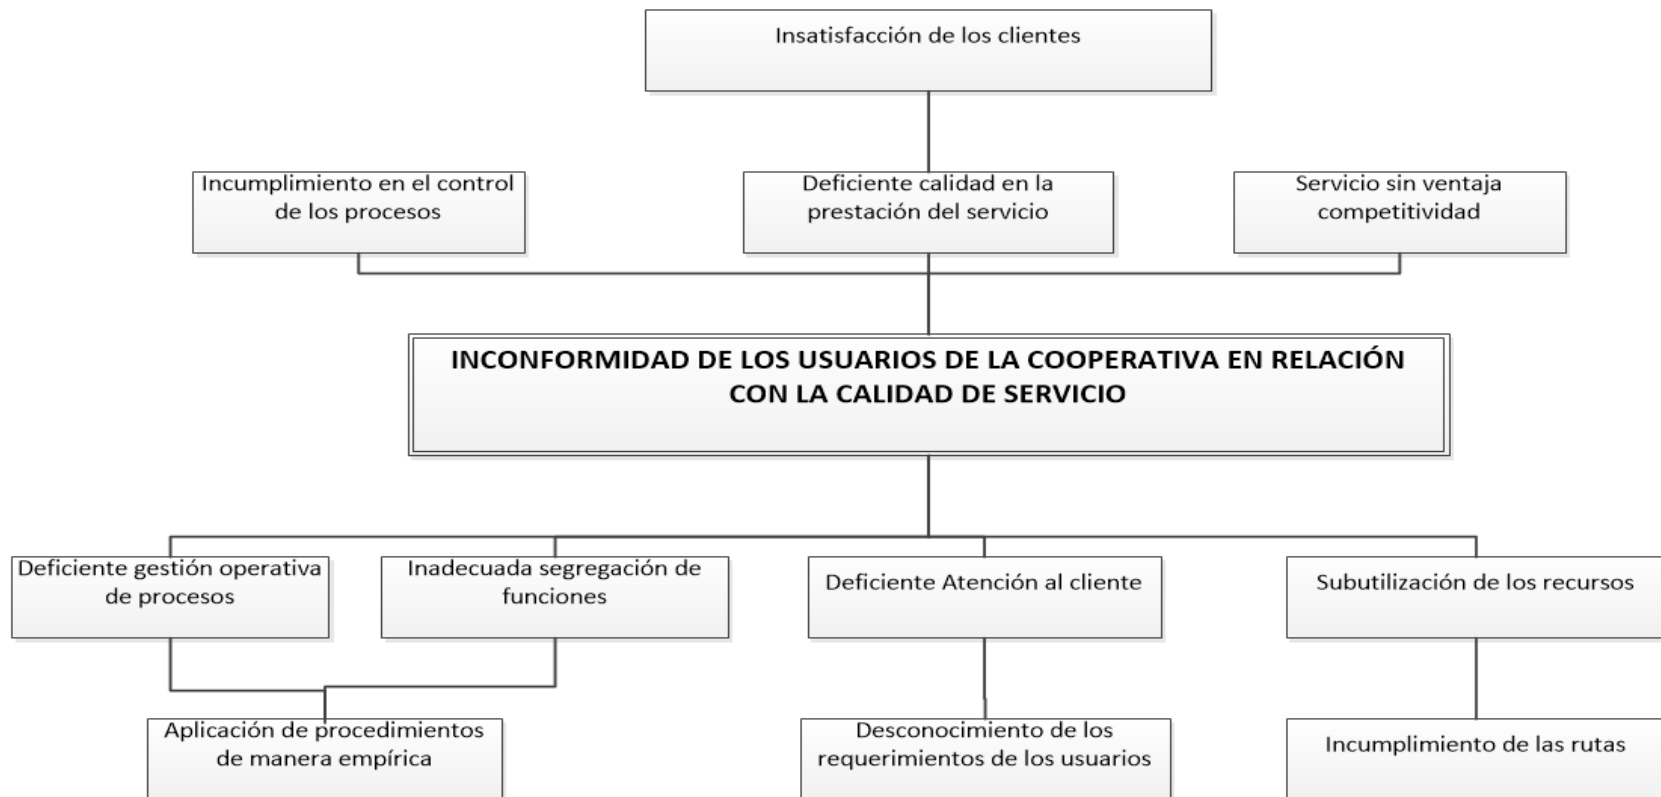 Insatisfacción de los clientes
Incumplimiento en el control
de los procesos
Deficiente calidad en la
prestación del servicio
Servicio sin ventaja
competitividad
INCONFORMIDAD DE LOS USUARIOS DE LA COOPERATIVA EN RELACIÓN
CON LA CALIDAD DE SERVICIO
Deficiente gestión operativa
de procesos
Inadecuada segregación de
funciones
Deficiente Atención al cliente
Subutilización de los recursos
Aplicación de procedimientos
de manera empírica
Desconocimiento de los
requerimientos de los usuarios
Incumplimiento de las rutas